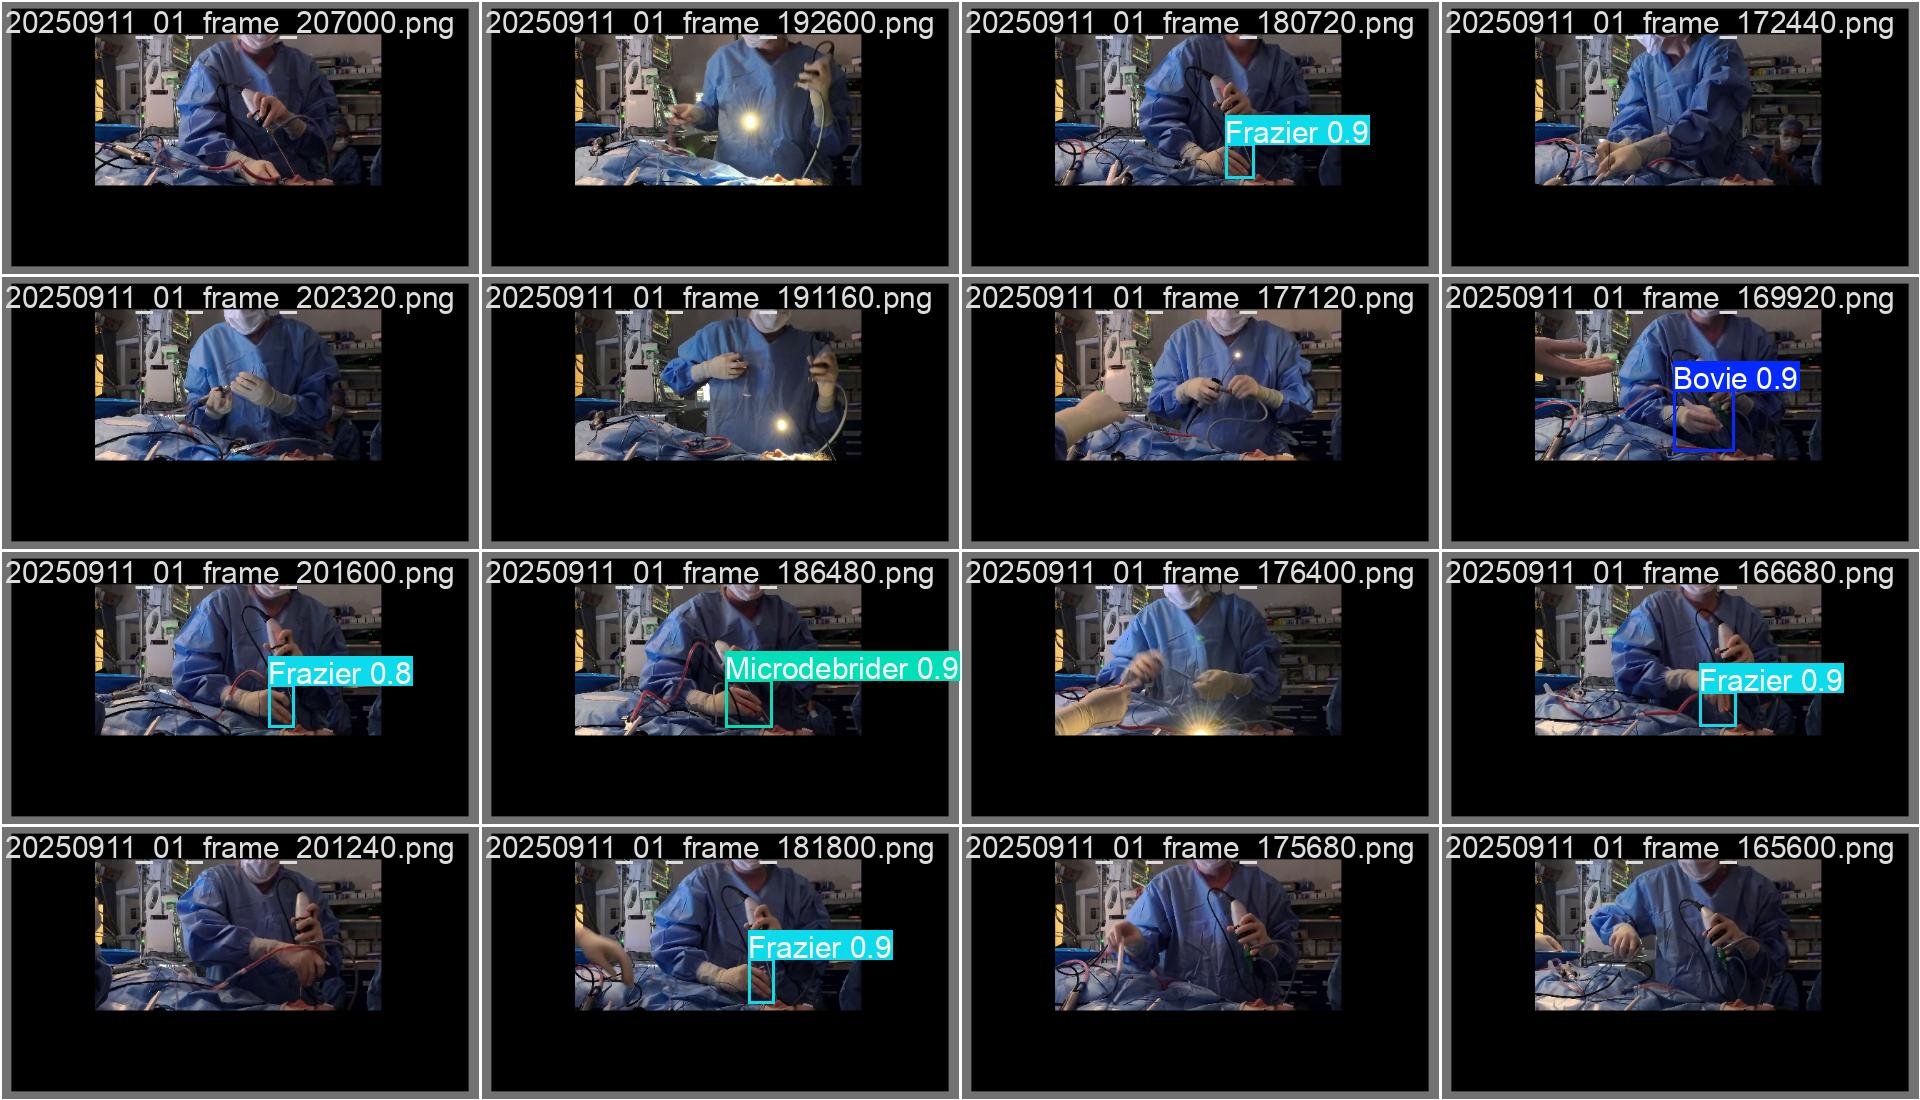 20250911_01_frame_207000.png
20250911_01_frame_192600.png
20250911_01_frame_180720.png
20250911_01_frame_172440.png
Frazier 0.9
20250911_01_frame_202320.png
20250911_01_frame_191160.png
20250911_01_frame_177120.png
20250911_01_frame_169920.png
Bovie 0.9
20250911_01_frame_201600.png
20250911_01_frame_186480.png
20250911_01_frame_176400.png
20250911_01_frame_166680.png
Frazier 0.8
Microdebrider 0.9
Frazier 0.9
20250911_01_frame_201240.png
20250911_01_frame_181800.png
20250911_01_frame_175680.png
20250911_01_frame_165600.png
Frazier 0.9